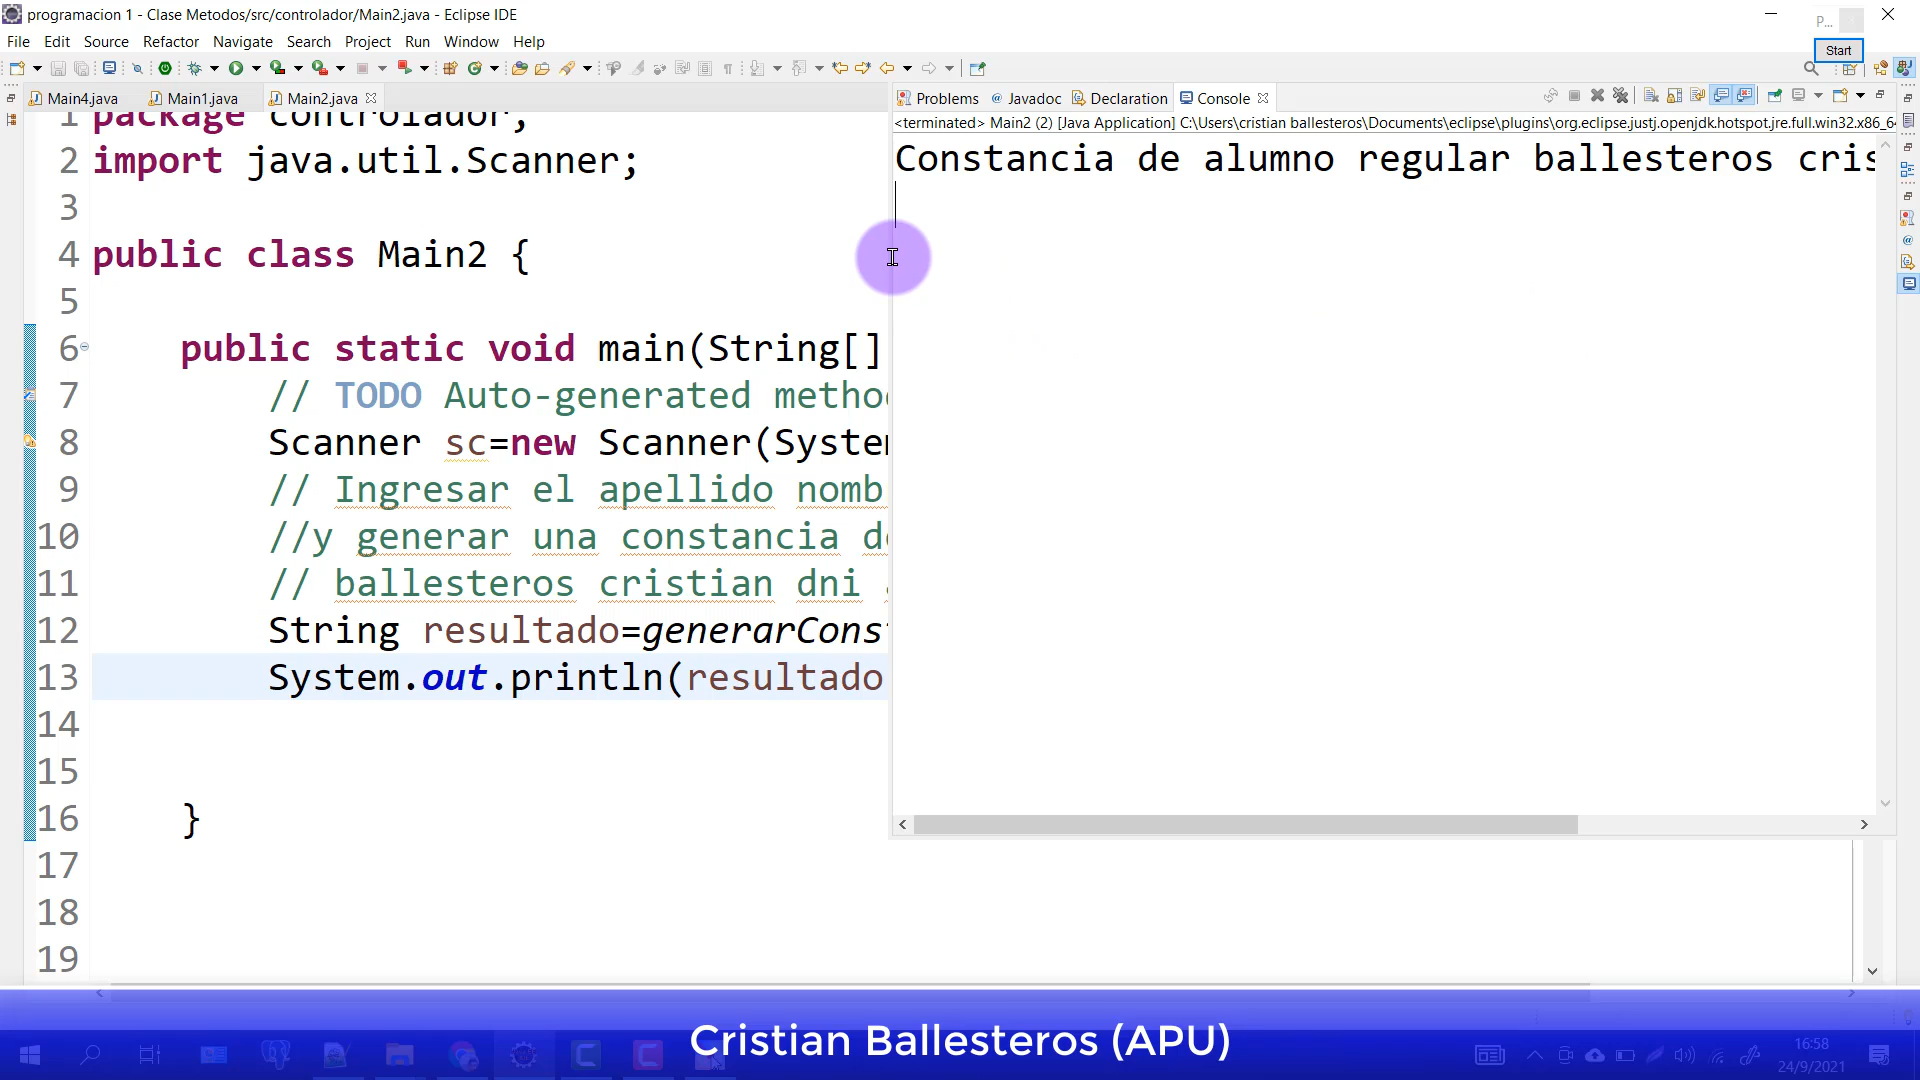 programacion 1 - Clase Metodos/src/controlador/Main2.java - Eclipse IDE
P...
File Edit Source Refactor Navigate Search Project Run Window Help
Start
Main4.java Main1.java Main2.java
Problems @ Javadoc Declaration Console
<terminated> Main2 (2) [Java Application] C:\Users\cristian ballesteros\Documents\eclipse\plugins\org.eclipse.justj.openjdk.hotspot.jre.full.win32.x86_6
Constancia de alumno regular ballesteros cris
1 package controlador;
2 import java.util.Scanner;
3
4 public class Main2 {
5
6 public static void main(String[]
7 // TODO Auto-generated metho
8 Scanner sc=new Scanner(System
9 // Ingresar el apellido nomb
10 //y generar una constancia de
11 // ballesteros cristian dni
12 String resultado=generarCons
13 System.out.println(resultado
14
15
16 }
17
18
19
Cristian Ballesteros (APU)
16:58
24/9/2021